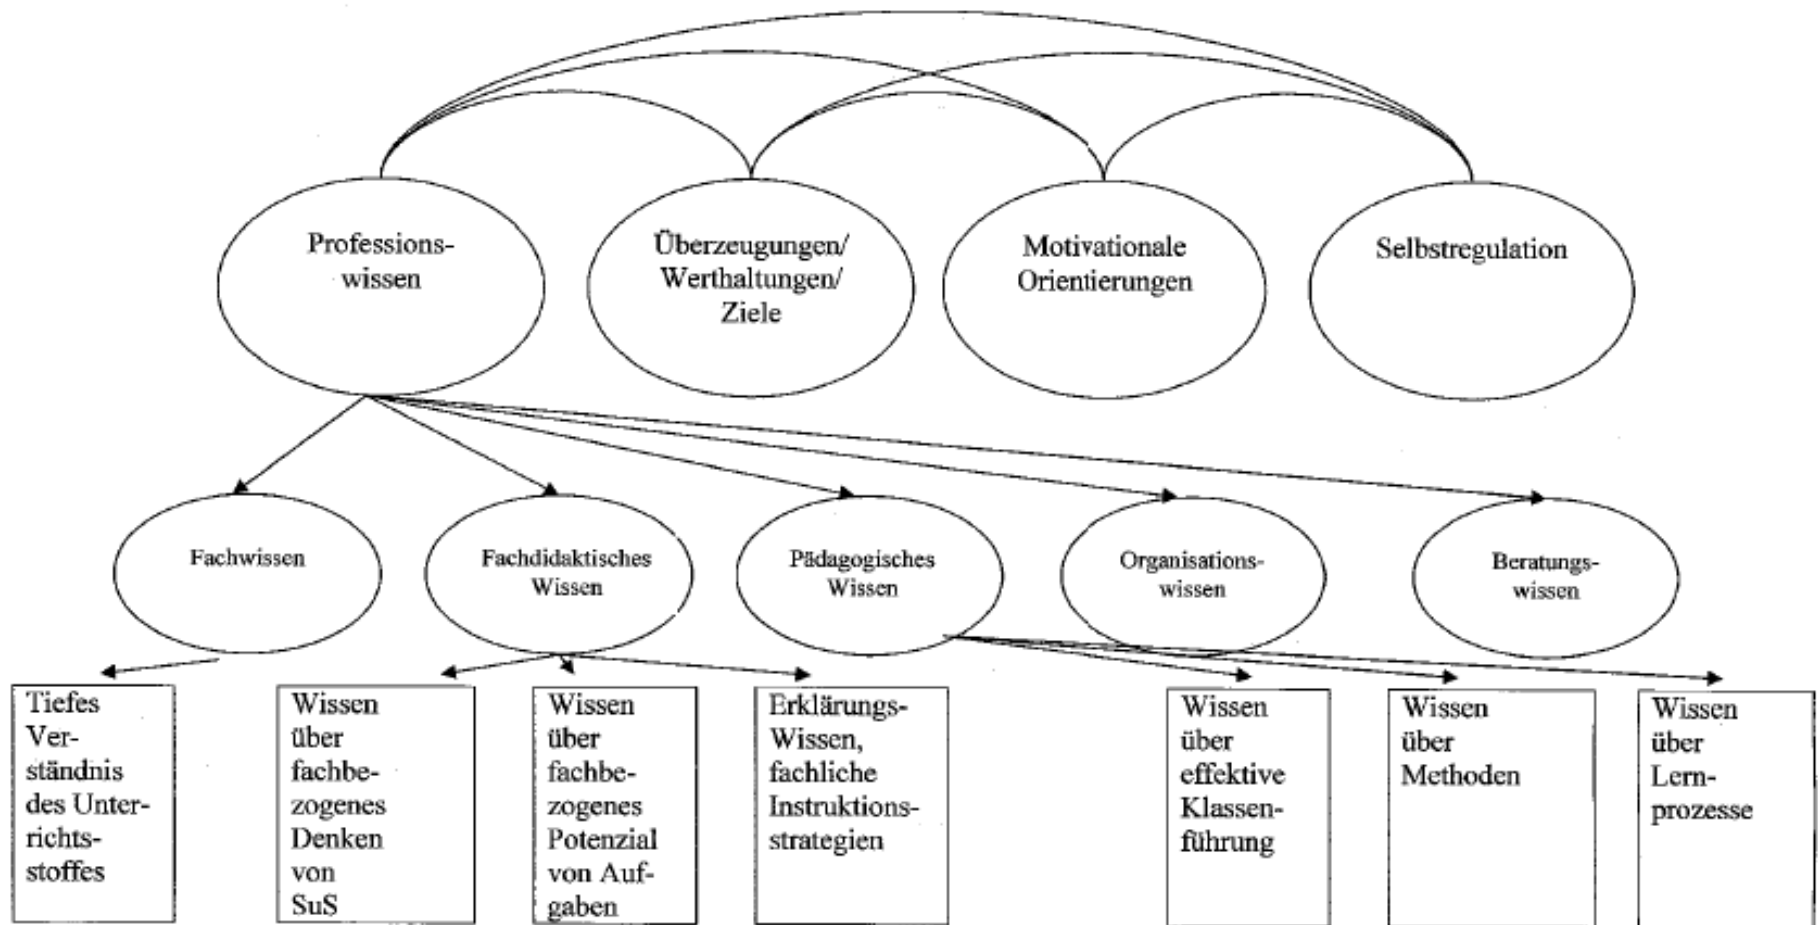 Professions-
wissen
Überzeugungen/
Werthaltungen/
Ziele
Motivationale
Orientierungen
Selbstregulation
Fachwissen
Fachdidaktisches
Wissen
Pädagogisches
Wissen
Organisations-
wissen
Beratungs-
wissen
Tiefes
Ver-
ständnis
des Unter-
richts-
stoffes
Wissen
über
fachbe-
zogenes
Denken
von
SuS
Wissen
über
fachbe-
zogenes
Potenzial
von Auf-
gaben
Erklärungs-
Wissen,
fachliche
Instruktions-
strategien
Wissen
über
effektive
Klassen-
führung
Wissen
über
Methoden
Wissen
über
Lern-
prozesse